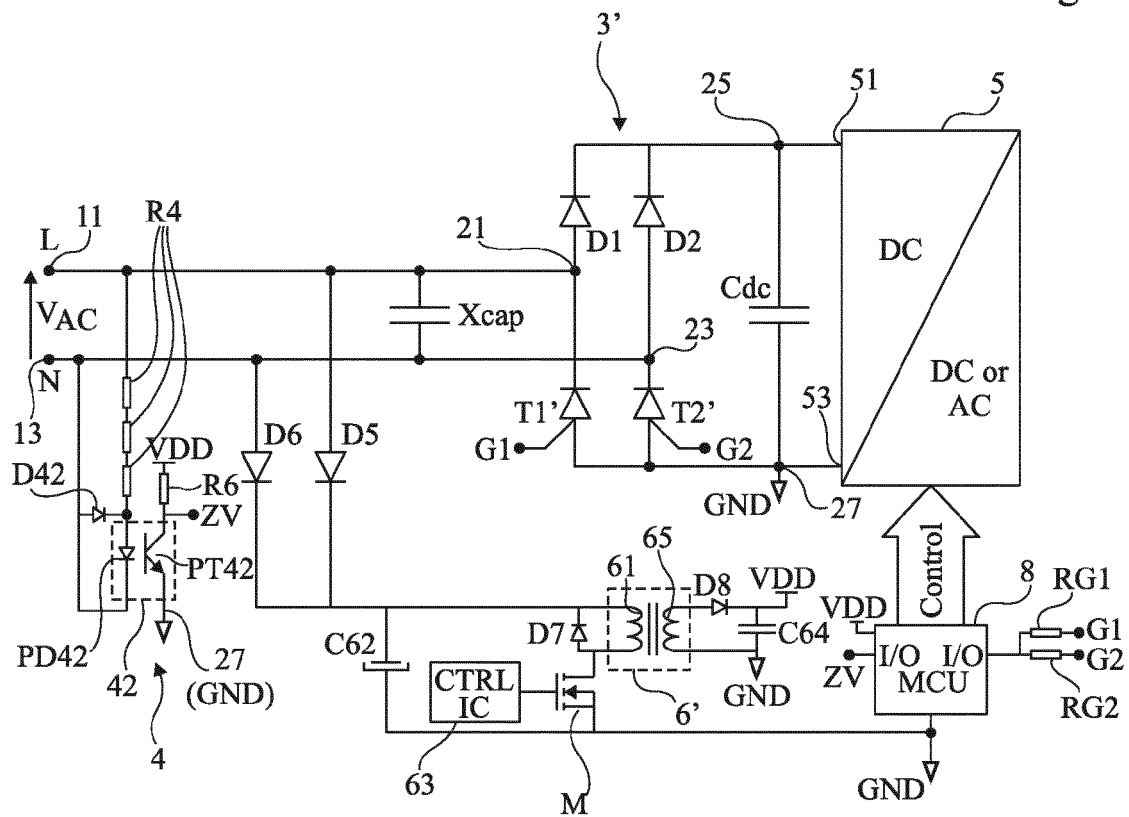 g
3’
25
51
5
R4
11
L
21
D1
D2
DC
VAC
Xcap
Cdc
23
N
DC or
AC
53
13
T1’
T2’
VDD
D6
D5
G1
G2
D42
R6
GND
27
ZV
61
65
Control
8
RG1
PT42
D8
VDD
VDD
G1
D7
C64
I/O
I/O
G2
PD42
42
27
C62
ZV
MCU
(GND)
CTRL
IC
GND
RG2
6’
4
63
M
GND